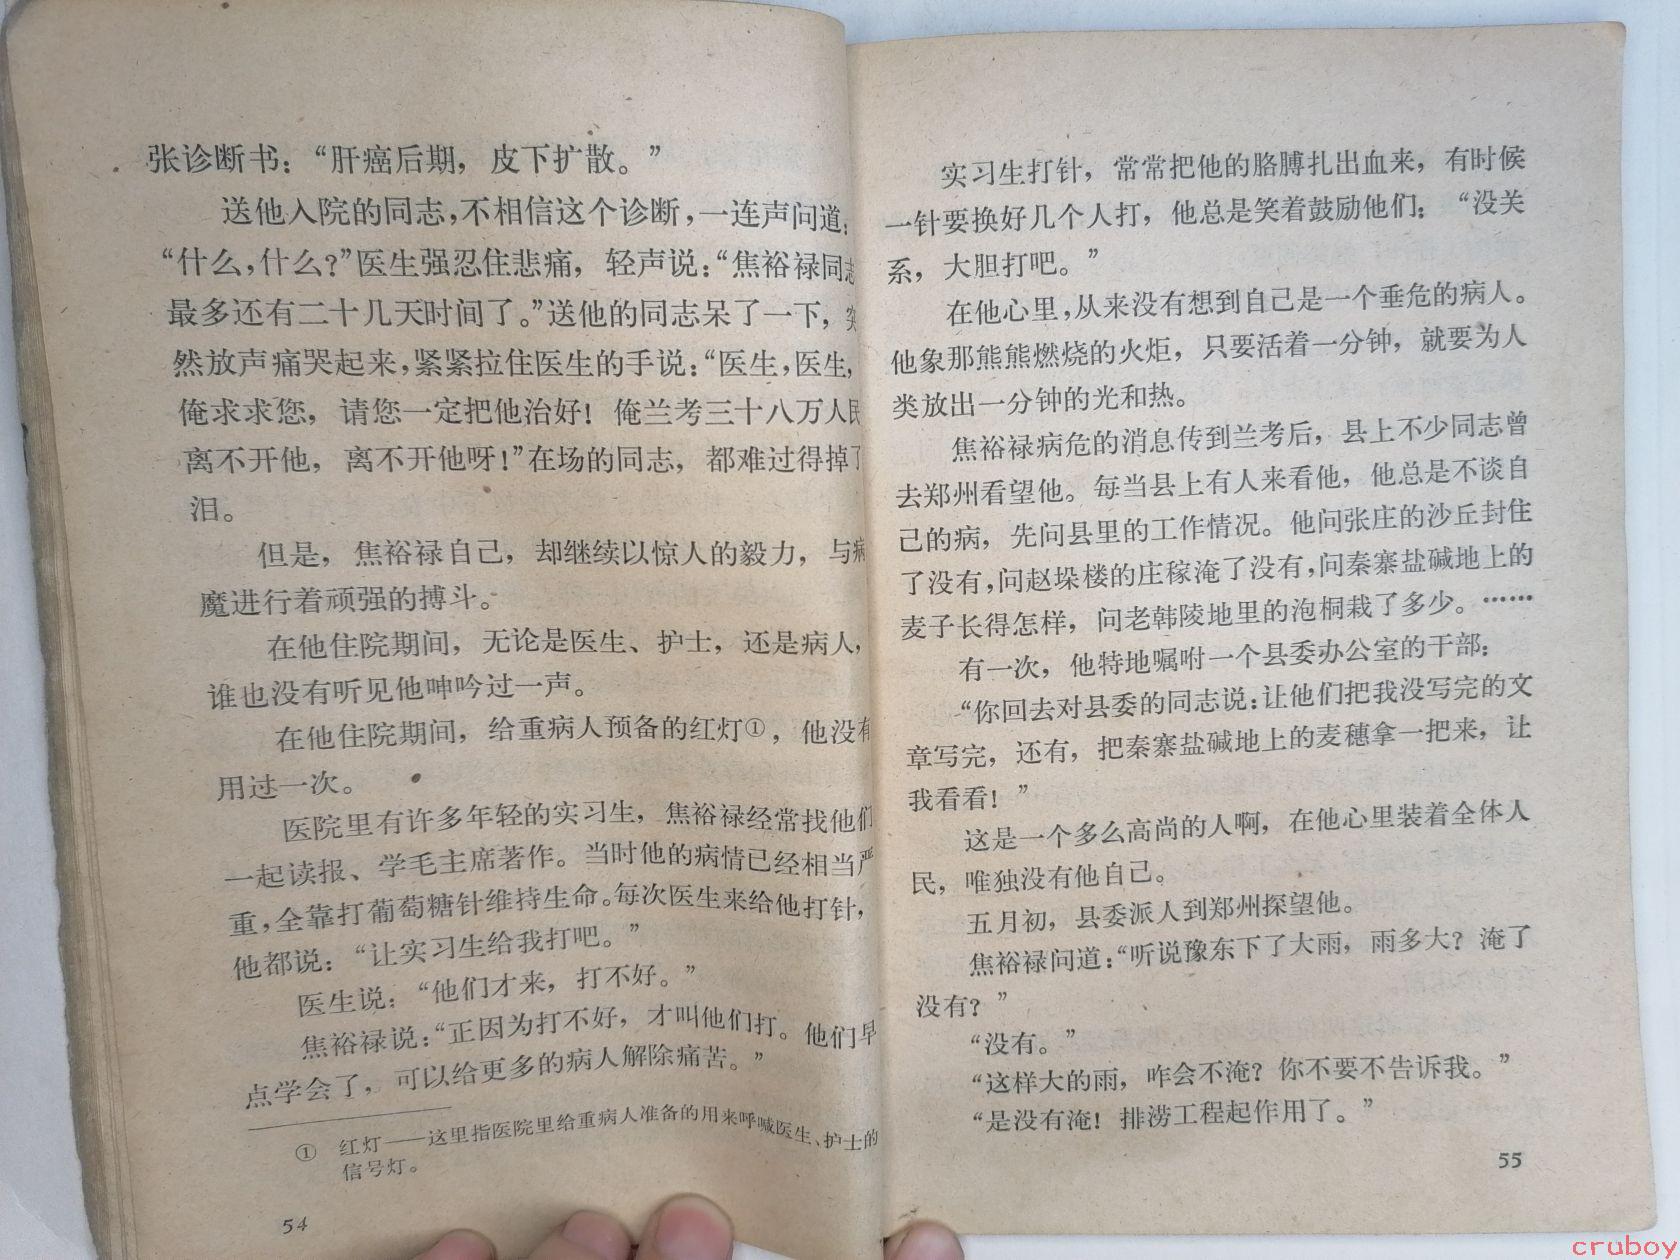 张诊断书：“肝癌后期，皮下扩散。”
送他入院的同志，不相信这个诊断，一连声问道：
“什么，什么？”医生强忍住悲痛，轻声说：“焦裕禄同志
最多还有二十几天时间了。”送他的同志呆了一下，突
然放声痛哭起来，紧紧拉住医生的手说：“医生，医生，
俺求求您，请您一定把他治好！俺兰考三十八万人民
离不开他，离不开他呀！”在场的同志，都难过得掉了
泪。
但是，焦裕禄自己，却继续以惊人的毅力，与病
魔进行着顽强的搏斗。
在他住院期间，无论是医生、护士，还是病人，
谁也没有听见他呻吟过一声。
在他住院期间，给重病人预备的红灯①，他没有
用过一次。
医院里有许多年轻的实习生，焦裕禄经常找他们
一起读报、学毛主席著作。当时他的病情已经相当严
重，全靠打葡萄糖针维持生命。每次医生来给他打针，
他都说：“让实习生给我打吧。”
医生说：“他们才来，打不好。”
焦裕禄说：“正因为打不好，才叫他们打。他们早
点学会了，可以给更多的病人解除痛苦。”
① 红灯——这里指医院里给重病人准备的用来呼喊医生、护士的
信号灯。
54
实习生打针，常常把他的胳膊扎出血来，有时候
一针要换好几个人打，他总是笑着鼓励他们：“没关
系，大胆打吧。”
在他心里，从来没有想到自己是一个垂危的病人。
他象那熊熊燃烧的火炬，只要活着一分钟，就要为人
类放出一分钟的光和热。
焦裕禄病危的消息传到兰考后，县上不少同志曾
去郑州看望他。每当县上有人来看他，他总是不谈自
己的病，先问县里的工作情况。他问张庄的沙丘封住
了没有，问赵垛楼的庄稼淹了没有，问秦寨盐碱地上的
麦子长得怎样，问老韩陵地里的泡桐栽了多少。……
有一次，他特地嘱咐一个县委办公室的干部：
“你回去对县委的同志说：让他们把我没写完的文
章写完，还有，把秦寨盐碱地上的麦穗拿一把来，让
我看看！”
这是一个多么高尚的人啊，在他心里装着全体人
民，唯独没有他自己。
五月初，县委派人到郑州探望他。
焦裕禄问道：“听说豫东下了大雨，雨多大？淹了
没有？”
“没有。”
“这样大的雨，咋会不淹？你不要不告诉我。”
“是没有淹！排涝工程起作用了。”
55
cruboy